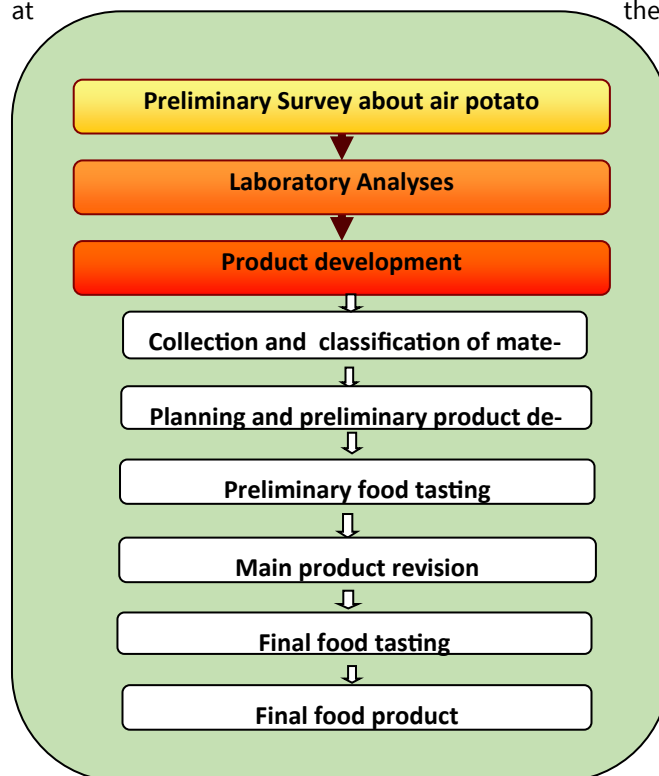 at the
Preliminary Survey about air potato
Laboratory Analyses
Product development
Collection and classification of mate-
Planning and preliminary product de-
Preliminary food tasting
Main product revision
Final food tasting
Final food product